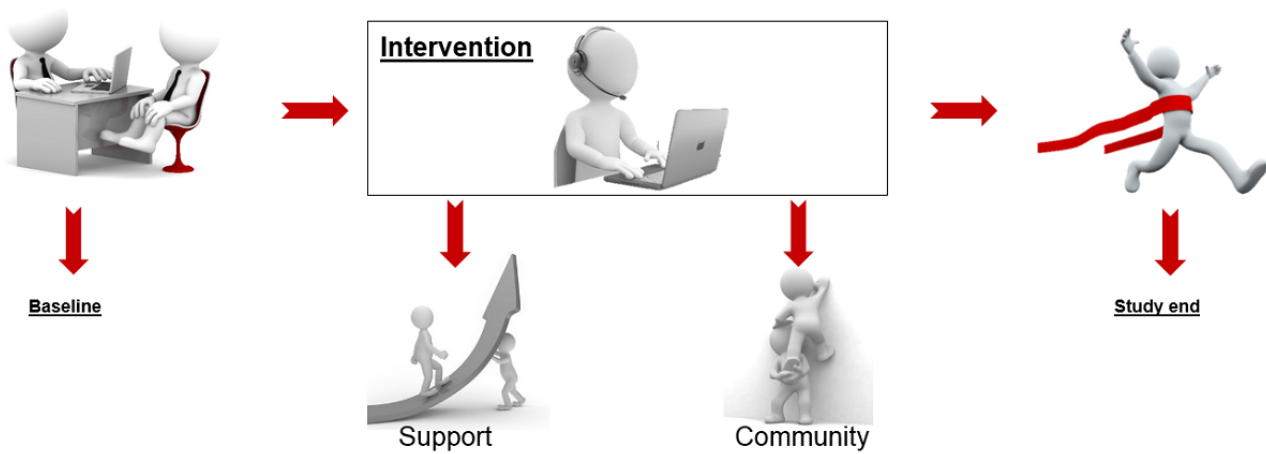 Intervention
Baseline
Study end
Support
Community